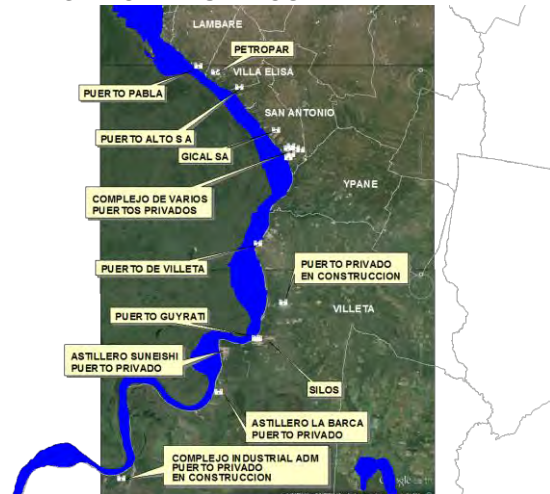 LAMBARE
PETROPAR
VILLA ELISA
PUERTO PABLA
SAN ANTONIO
PUERTO ALTO S A
GICAL SA
YPANE
COMPLEJO DE VARIOS
PUERTOS PRIVADOS
PUERTO DE VILLETA
PUERTO PRIVADO
EN CONSTRUCCION
PUERTO GUYRATI
VILLETA
ASTILLERO SUNEISHI
PUERTO PRIVADO
SILOS
ASTILLERO LA BARCA
PUERTO PRIVADO
COMPLEJO INDUSTRIAL ADM
PUERTO PRIVADO
EN CONSTRUCCION
Google earth